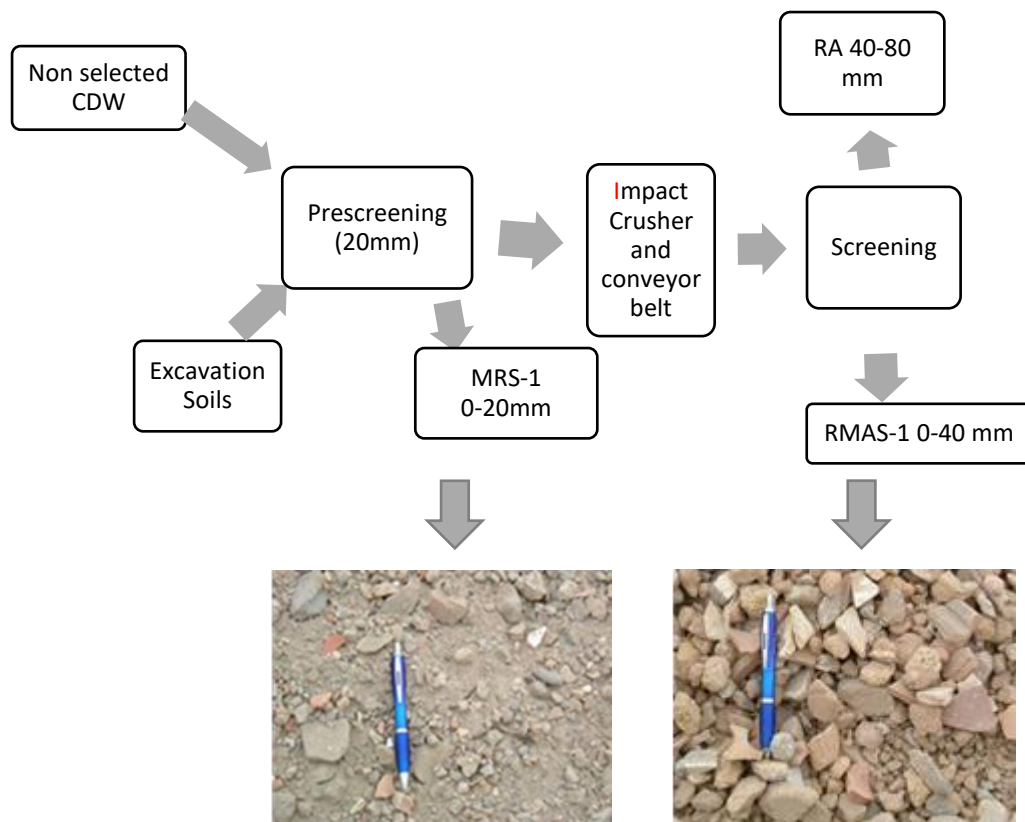 Non selected
CDW
RA 40-80
mm
Prescreening
(20mm)
Impact
Crusher
and
conveyor
belt
Screening
Excavation
Soils
MRS-1
0-20mm
RMAS-1 0-40 mm